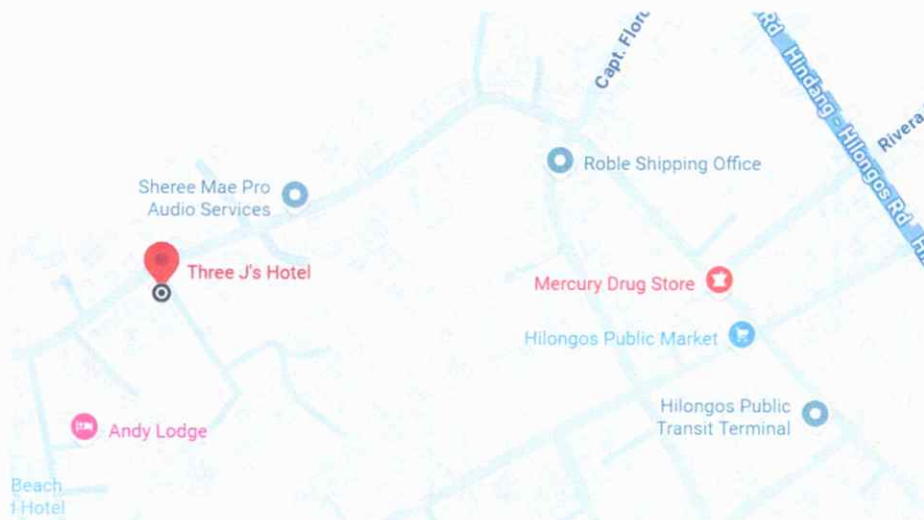 Rd
Hindang - Hilongos Rd
Capt. Floro
Rivera
Roble Shipping Office
Sheree Mae Pro
Audio Services
Three J's Hotel
Mercury Drug Store
Hilongos Public Market
Hilongos Public
Transit Terminal
Andy Lodge
Beach
Hotel